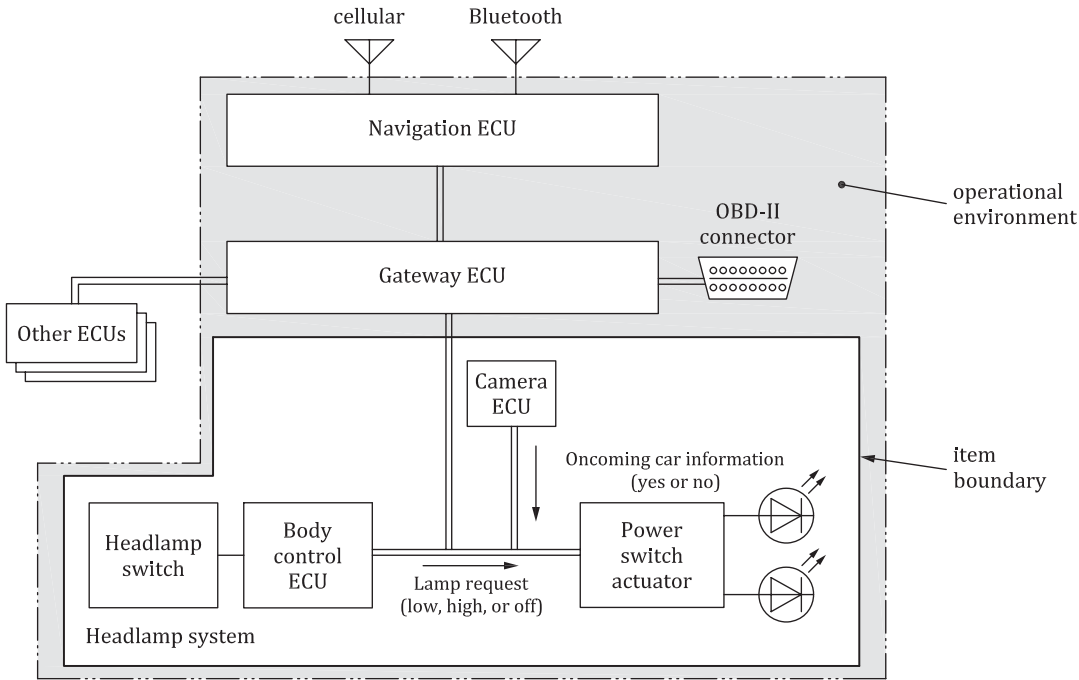 cellular
Bluetooth
Navigation ECU
operational
environment
OBD-II
connector
Gateway ECU
Other ECUs
Camera
ECU
Oncoming car information
(yes or no)
item
boundary
Headlamp
switch
Body
control
ECU
Power
switch
actuator
Lamp request
(low, high, or off)
Headlamp system